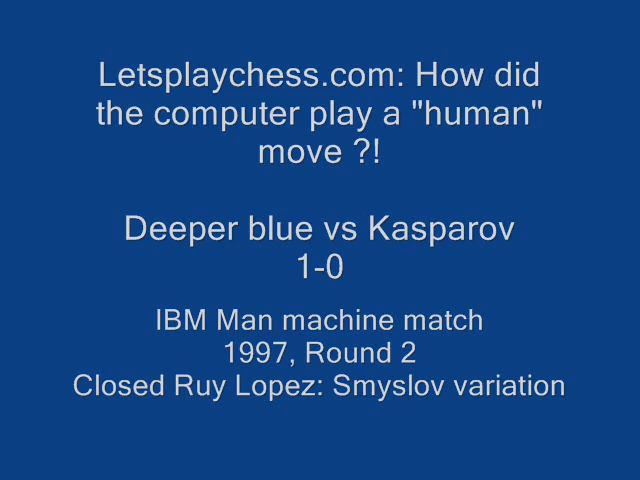 Letsplaychess.com: How did
the computer play a "human"
move ?!
Deeper blue vs Kasparov
1-0
IBM Man machine match
1997, Round 2
Closed Ruy Lopez: Smyslov variation